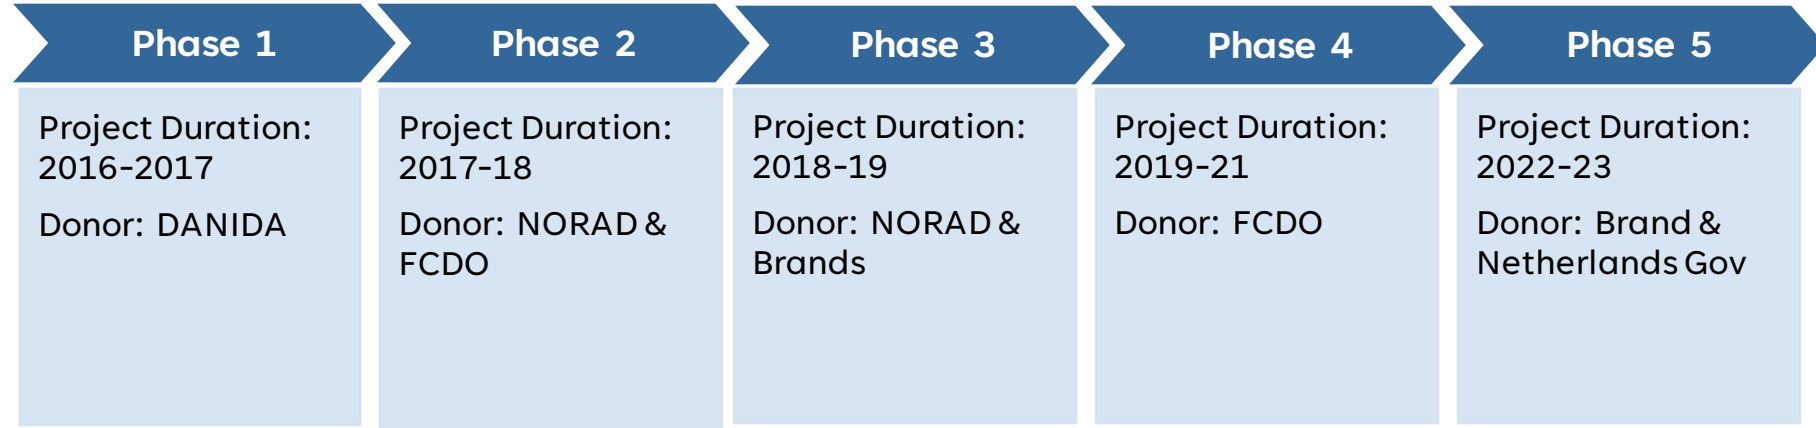 Phase 1
Project Duration:
2016-2017
Donor: DANIDA
Phase 2
Project Duration:
2017-18
Donor: NORAD &
FCDO
Phase 3
Project Duration:
2018-19
Donor: NORAD &
Brands
Phase 4
Project Duration:
2019-21
Donor: FCDO
Phase 5
Project Duration:
2022-23
Donor: Brand &
Netherlands Gov